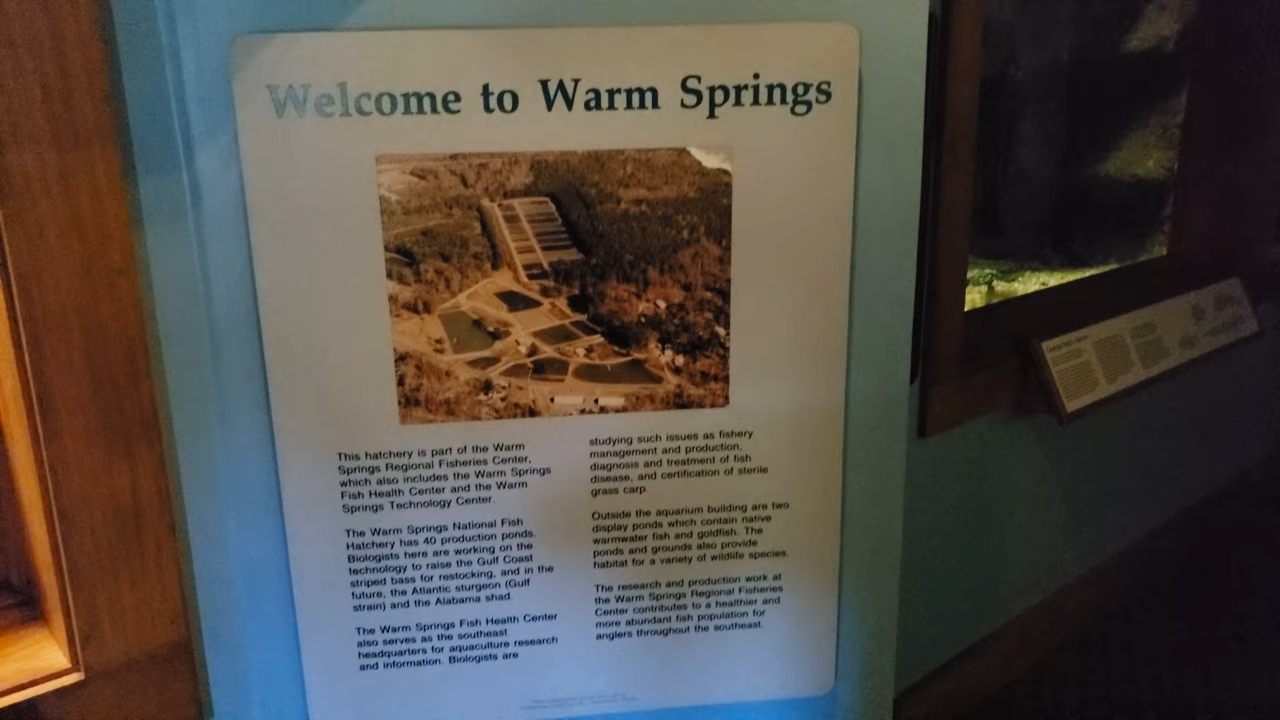 Welcome to Warm Springs
This hatchery is part of the Warm
Springs Regional Fisheries Center,
which also includes the Warm Springs
Fish Health Center and the Warm
Springs Technology Center.
The Warm Springs National Fish
Hatchery has 40 production ponds.
Biologists here are working on the
technology to raise the Gulf Coast
striped bass for restocking, and in the
future, the Atlantic sturgeon (Gulf
strain) and the Alabama shad.
The Warm Springs Fish Health Center
also serves as the southeast
headquarters for aquaculture research
and information. Biologists are
studying such issues as fishery
management and production,
diagnosis and treatment of fish
disease, and certification of sterile
grass carp.
Outside the aquarium building are two
display ponds which contain native
warmwater fish and goldfish. The
ponds and grounds also provide
habitat for a variety of wildlife species.
The research and production work at
the Warm Springs Regional Fisheries
Center contributes to a healthier and
more abundant fish population for
anglers throughout the southeast.